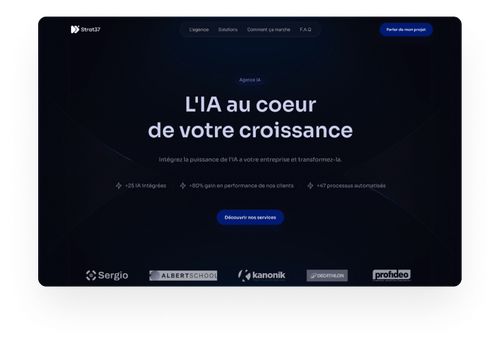 Strat37
L'agence Solutions Comment ça marche F.A.Q
Parler de mon projet
Agence IA
L'IA au coeur
de votre croissance
Intégrez la puissance de l'IA a votre entreprise et transformez-la.
+25 IA intégrées +80% gain en performance de nos clients +47 processus automatisés
Découvrir nos services
Sergio ALBERTSCHOOL kanonik DECATHLON profideo